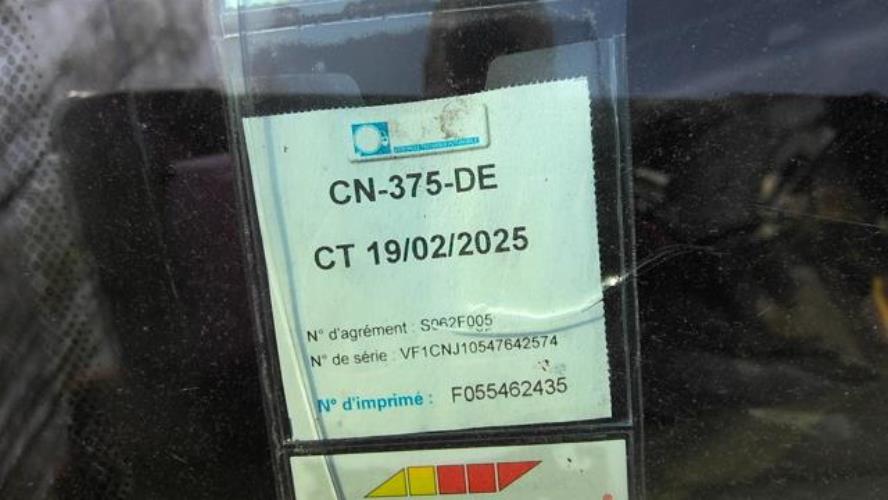 CN-375-DE
CT 19/02/2025
N° d'agrément : S062F005
N° de série : VF1CNJ10547642574
N° d'imprimé : F055462435